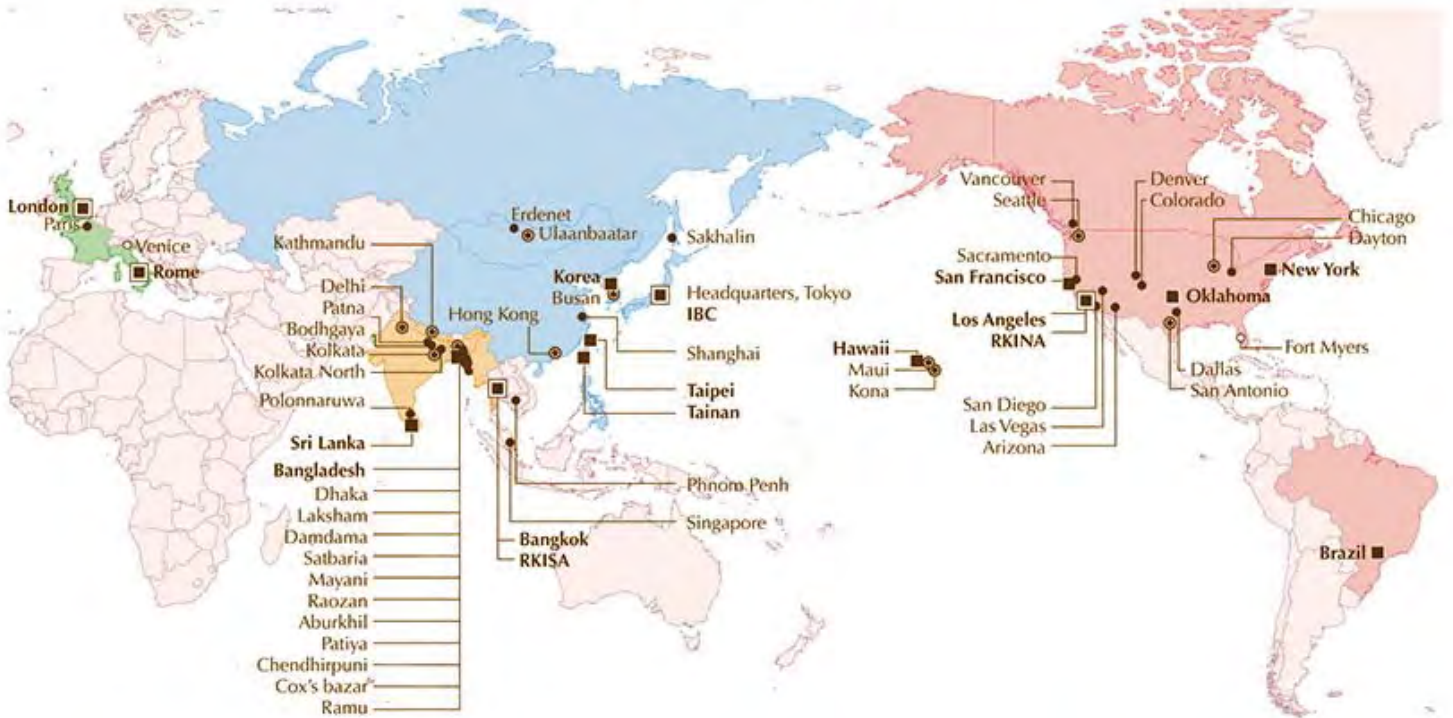 London
Paris
Venice
Rome
Kathmandu
Delhi
Patna
Bodhgaya
Kolkata
Kolkata North
Polonnaruwa
Sri Lanka
Bangladesh
Dhaka
Laksham
Damdama
Satbaria
Mayani
Raozan
Aburkhil
Patiya
Chendhirpuni
Cox's bazar
Ramu
Erdenet
Ulaanbaatar
Sakhalin
Korea
Busan
Headquarters, Tokyo
IBC
Hong Kong
Shanghai
Taipei
Tainan
Phnom Penh
Singapore
Bangkok
RKISA
Vancouver
Seattle
Denver
Colorado
Chicago
Dayton
Sacramento
San Francisco
New York
Oklahoma
Los Angeles
RKINA
Hawaii
Maui
Kona
Fort Myers
Dallas
San Antonio
San Diego
Las Vegas
Arizona
Brazil